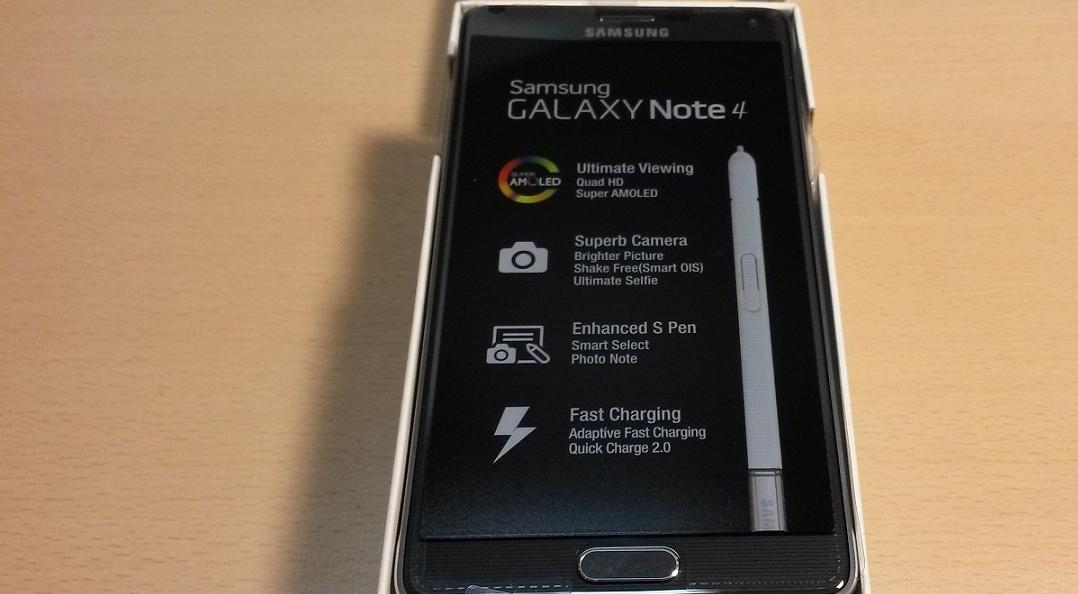 SAMSUNG
Samsung
GALAXY Note 4
SUPER
AMOLED
Ultimate Viewing
Quad HD
Super AMOLED
Superb Camera
Brighter Picture
Shake Free(Smart OIS)
Ultimate Selfie
Enhanced S Pen
Smart Select
Photo Note
Fast Charging
Adaptive Fast Charging
Quick Charge 2.0